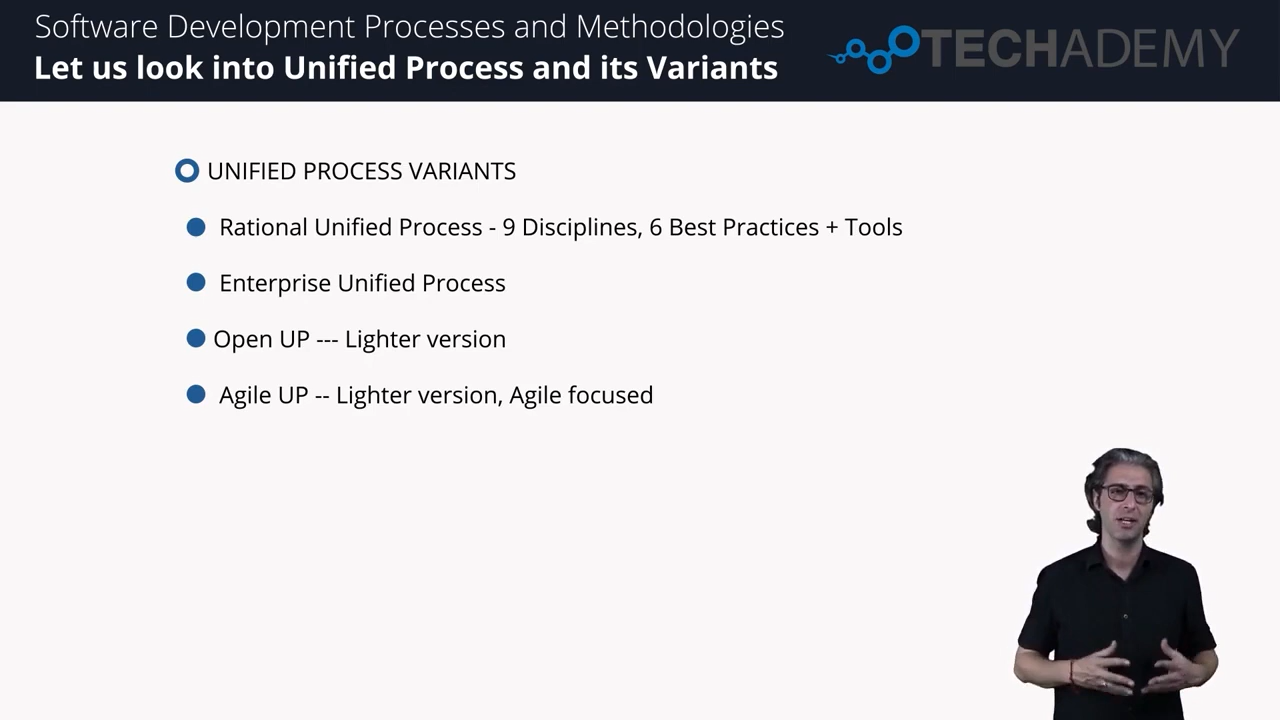 Software Development Processes and Methodologies
Let us look into Unified Process and its Variants
TECHADEMY
UNIFIED PROCESS VARIANTS
Rational Unified Process - 9 Disciplines, 6 Best Practices + Tools
Enterprise Unified Process
Open UP --- Lighter version
Agile UP -- Lighter version, Agile focused